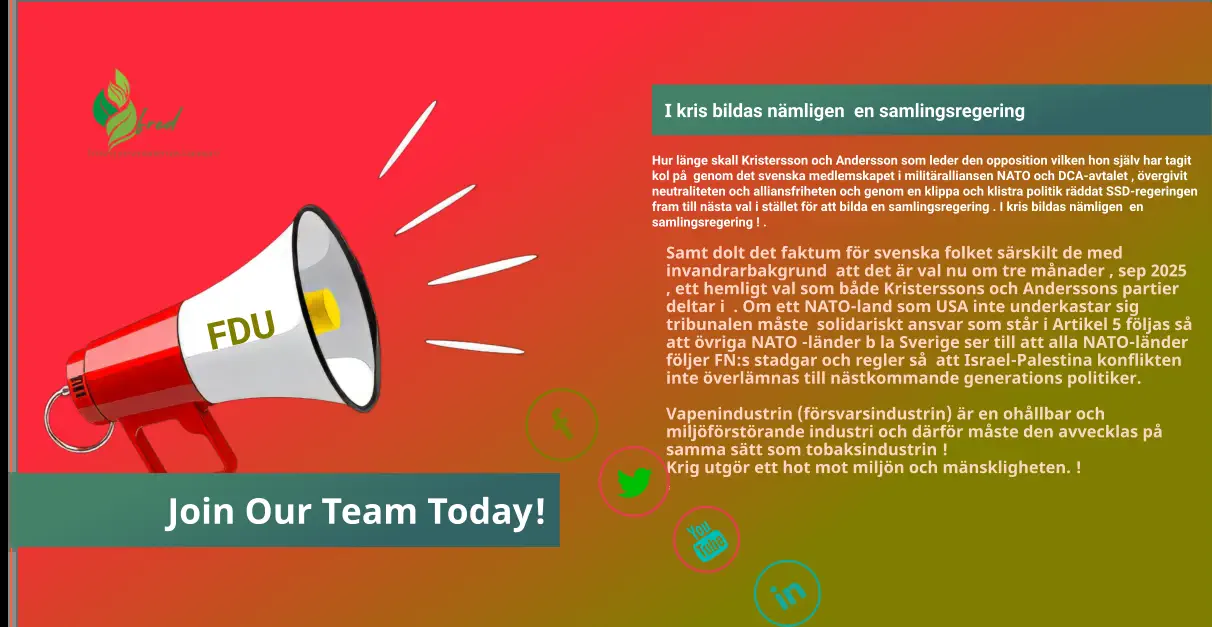 brod
FDU
Join Our Team Today!
I kris bildas nämligen  en samlingsregering
Hur länge skall Kristersson och Andersson som leder den opposition vilken hon själv har tagit
kol på  genom det svenska medlemskapet i militäralliansen NATO och DCA-avtalet , övergivit
neutraliteten och alliansfriheten och genom en klippa och klistra politik räddat SSD-regeringen
fram till nästa val i stället för att bilda en samlingsregering . I kris bildas nämligen  en
samlingsregering ! .
Samt dolt det faktum för svenska folket särskilt de med
invandrarbakgrund  att det är val nu om tre månader , sep 2025
, ett hemligt val som både Kristerssons och Anderssons partier
deltar i  . Om ett NATO-land som USA inte underkastar sig
tribunalen måste  solidariskt ansvar som står i Artikel 5 följas så
att övriga NATO -länder b la Sverige ser till att alla NATO-länder
följer FN:s stadgar och regler så  att Israel-Palestina konflikten
inte överlämnas till nästkommande generations politiker.
Vapenindustrin (försvarsindustrin) är en ohållbar och
miljöförstörande industri och därför måste den avvecklas på
samma sätt som tobaksindustrin !
Krig utgör ett hot mot miljön och mänskligheten. !
You
Tube
in